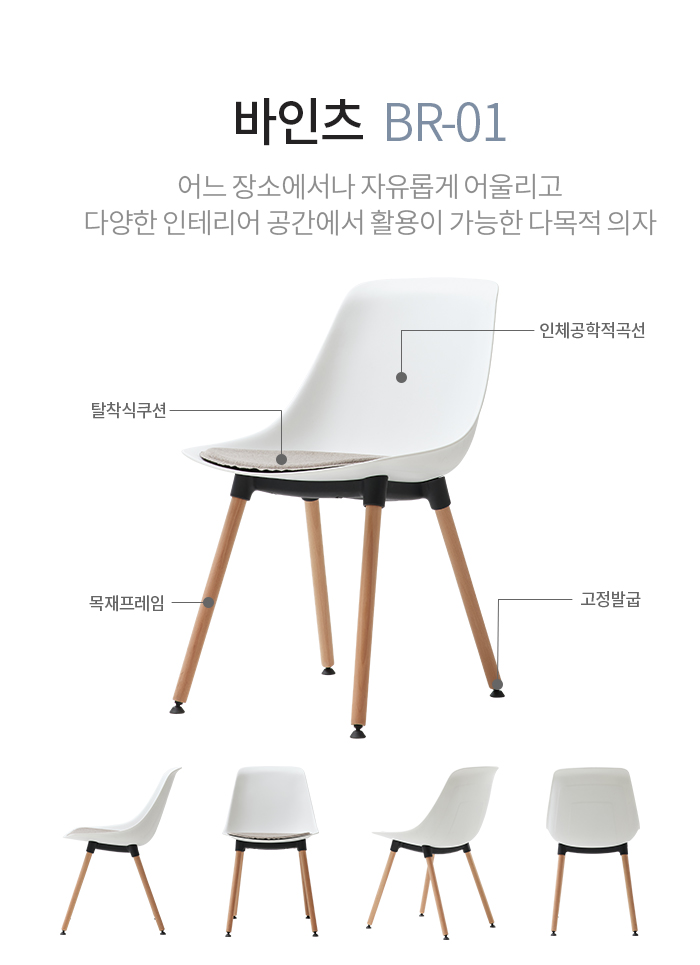 바인츠 BR-01
어느 장소에서나 자유롭게 어울리고
다양한 인테리어 공간에서 활용이 가능한 다목적 의자
인체공학적곡선
탈착식쿠션
목재프레임
고정발굽